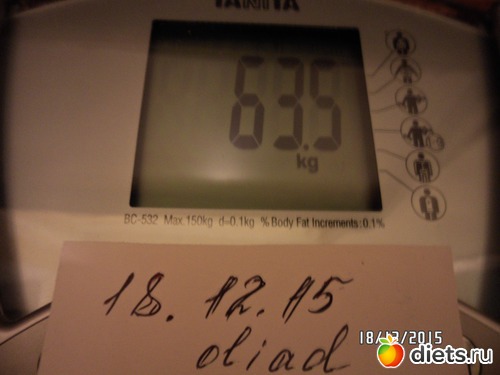 TANITA
63.5
kg
BC-532 Max.150kg d=0.1kg % Body Fat Increments:0.1%
18.12.15
oliad
18/12/2015
diets.ru